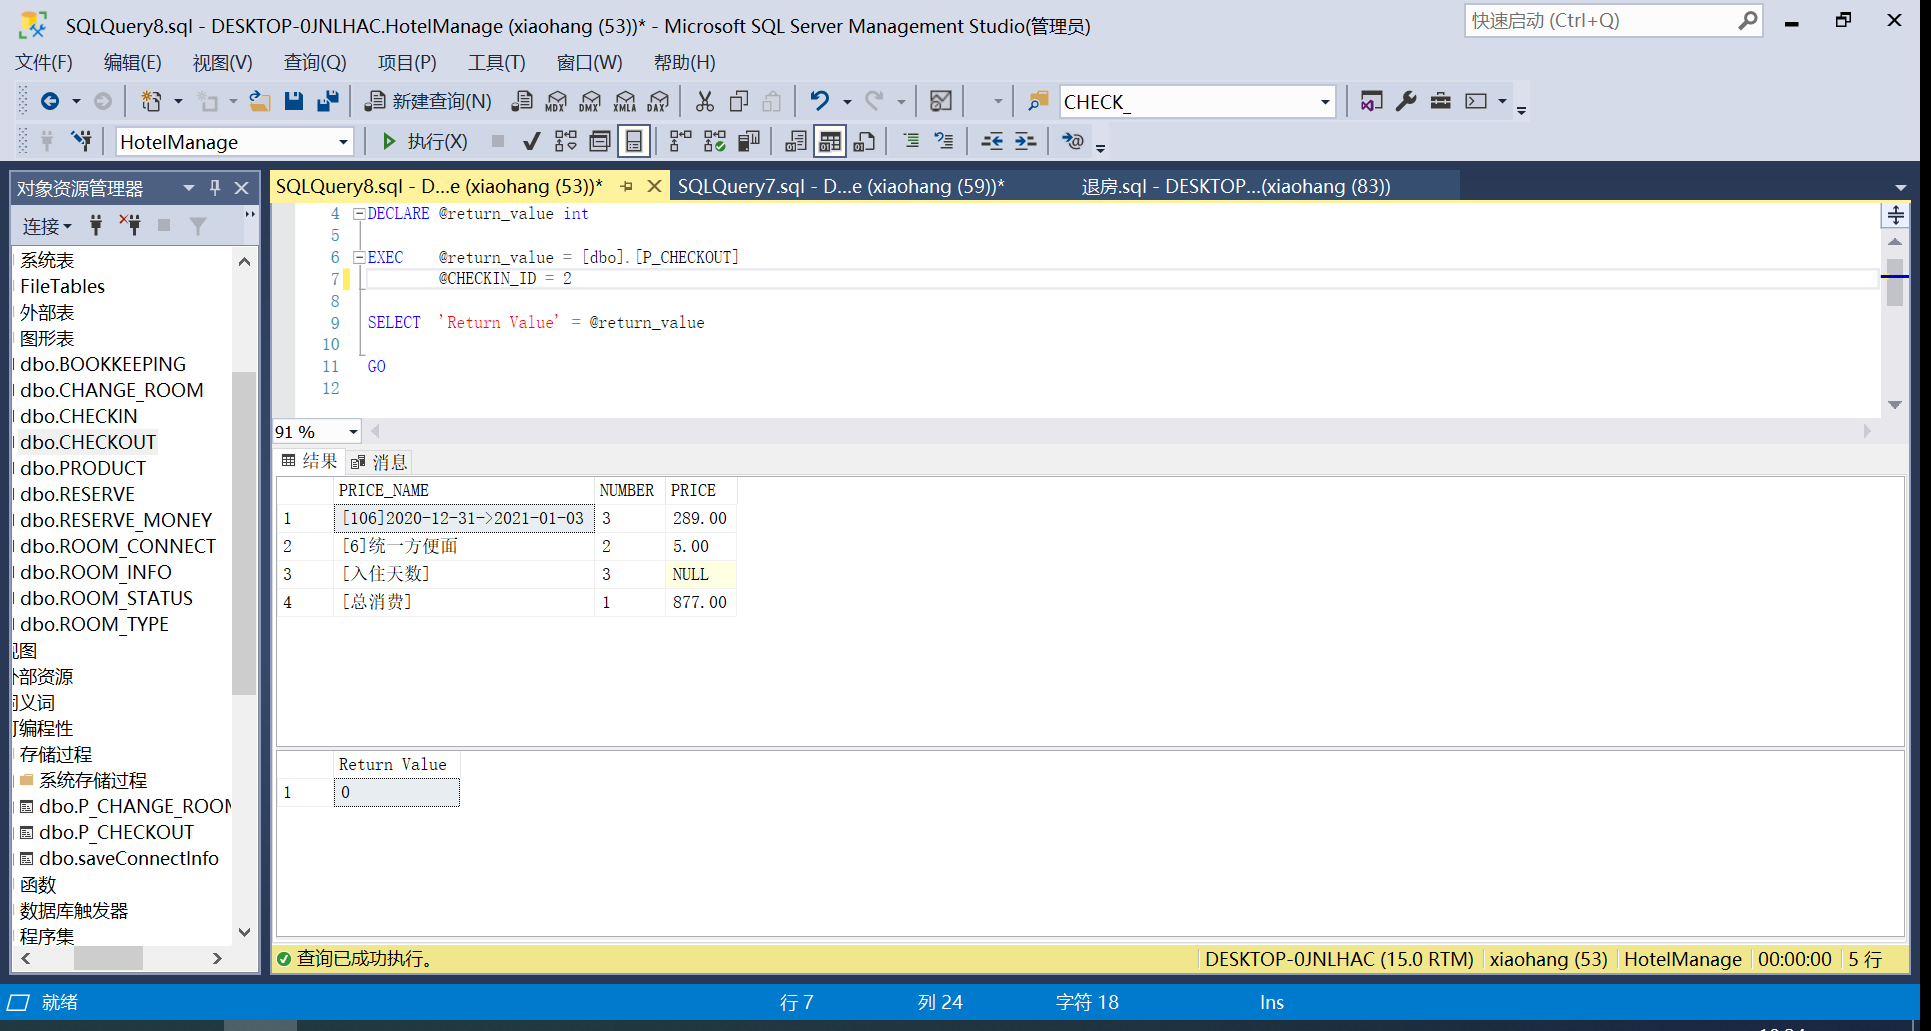 SQLQuery8.sql - DESKTOP-0JNLHAC.HotelManage (xiaohang (53))* - Microsoft SQL Server Management Studio(管理员)
快速启动 (Ctrl+Q)
文件(F) 编辑(E) 视图(V) 查询(Q) 项目(P) 工具(T) 窗口(W) 帮助(H)
新建查询(N) MDX DMX XMLA DAX CHECK_
HotelManage 执行(X)
对象资源管理器
连接
系统表
FileTables
外部表
图形表
dbo.BOOKKEEPING
dbo.CHANGE_ROOM
dbo.CHECKIN
dbo.CHECKOUT
dbo.PRODUCT
dbo.RESERVE
dbo.RESERVE_MONEY
dbo.ROOM_CONNECT
dbo.ROOM_INFO
dbo.ROOM_STATUS
dbo.ROOM_TYPE
视图
外部资源
同义词
可编程性
存储过程
系统存储过程
dbo.P_CHANGE_ROOM
dbo.P_CHECKOUT
dbo.saveConnectInfo
函数
数据库触发器
程序集
SQLQuery8.sql - D...e (xiaohang (53))* SQLQuery7.sql - D...e (xiaohang (59))* 退房.sql - DESKTOP...(xiaohang (83))
4 DECLARE @return_value int
5
6 EXEC @return_value = [dbo].[P_CHECKOUT]
7 @CHECKIN_ID = 2
8
9 SELECT 'Return Value' = @return_value
10
11 GO
12
91 %
结果 消息
PRICE_NAME NUMBER PRICE
1 [106]2020-12-31->2021-01-03 3 289.00
2 [6]统一方便面 2 5.00
3 [入住天数] 3 NULL
4 [总消费] 1 877.00
Return Value
1 0
查询已成功执行。 DESKTOP-0JNLHAC (15.0 RTM) xiaohang (53) HotelManage 00:00:00 5 行
就绪 行 7 列 24 字符 18 Ins